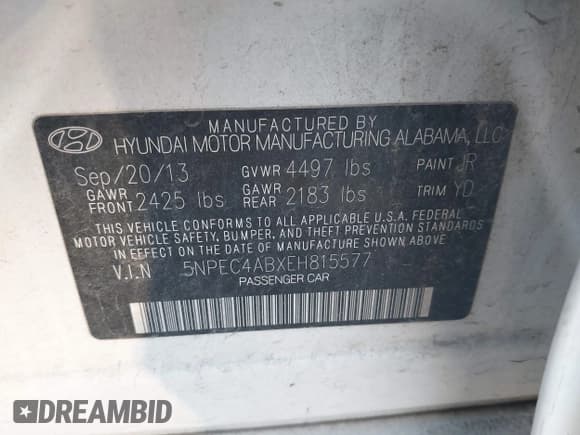 MANUFACTURED BY
HYUNDAI MOTOR MANUFACTURING ALABAMA, LLC
Sep/20/13 GVWR 4497 lbs PAINT JR
GAWR FRONT 2425 lbs GAWR REAR 2183 lbs TRIM YD
THIS VEHICLE CONFORMS TO ALL APPLICABLE U.S.A. FEDERAL
MOTOR VEHICLE SAFETY, BUMPER, AND THEFT PREVENTION STANDARDS
IN EFFECT ON THE DATE OF MANUFACTURE SHOWN ABOVE.
V.I.N 5NPEC4ABXEH815577
PASSENGER CAR
DREAMBID